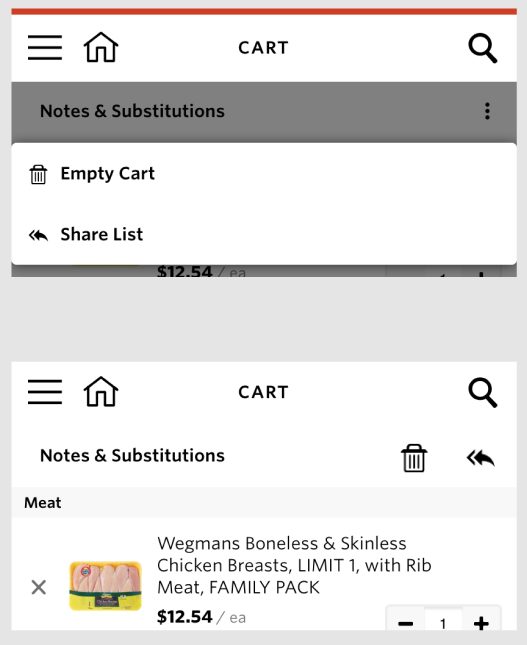 CART
Notes & Substitutions
Empty Cart
Share List
$12.54 / ea
CART
Notes & Substitutions
Meat
Wegmans Boneless & Skinless
Chicken Breasts, LIMIT 1, with Rib
Meat, FAMILY PACK
$12.54 / ea
1